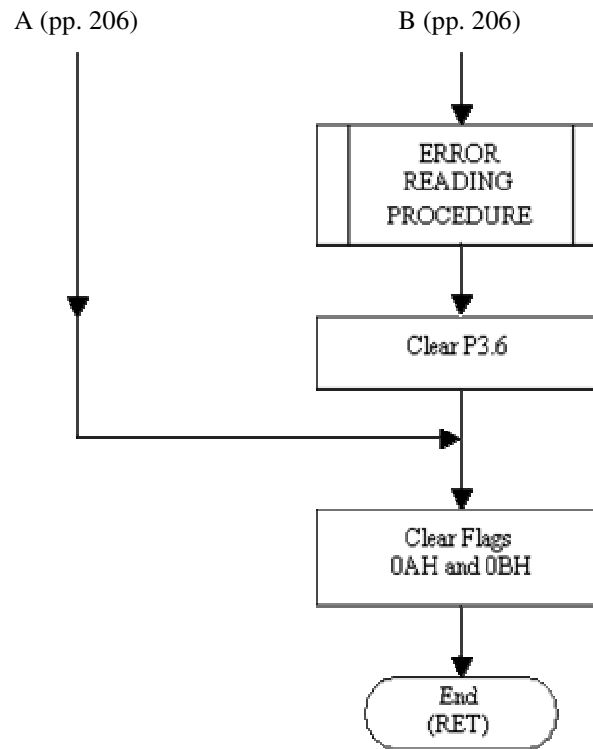 A (pp. 206)
B (pp. 206)
ERROR
READING
PROCEDURE
Clear P3.6
Clear Flags
0AH and 0BH
End
(RET)